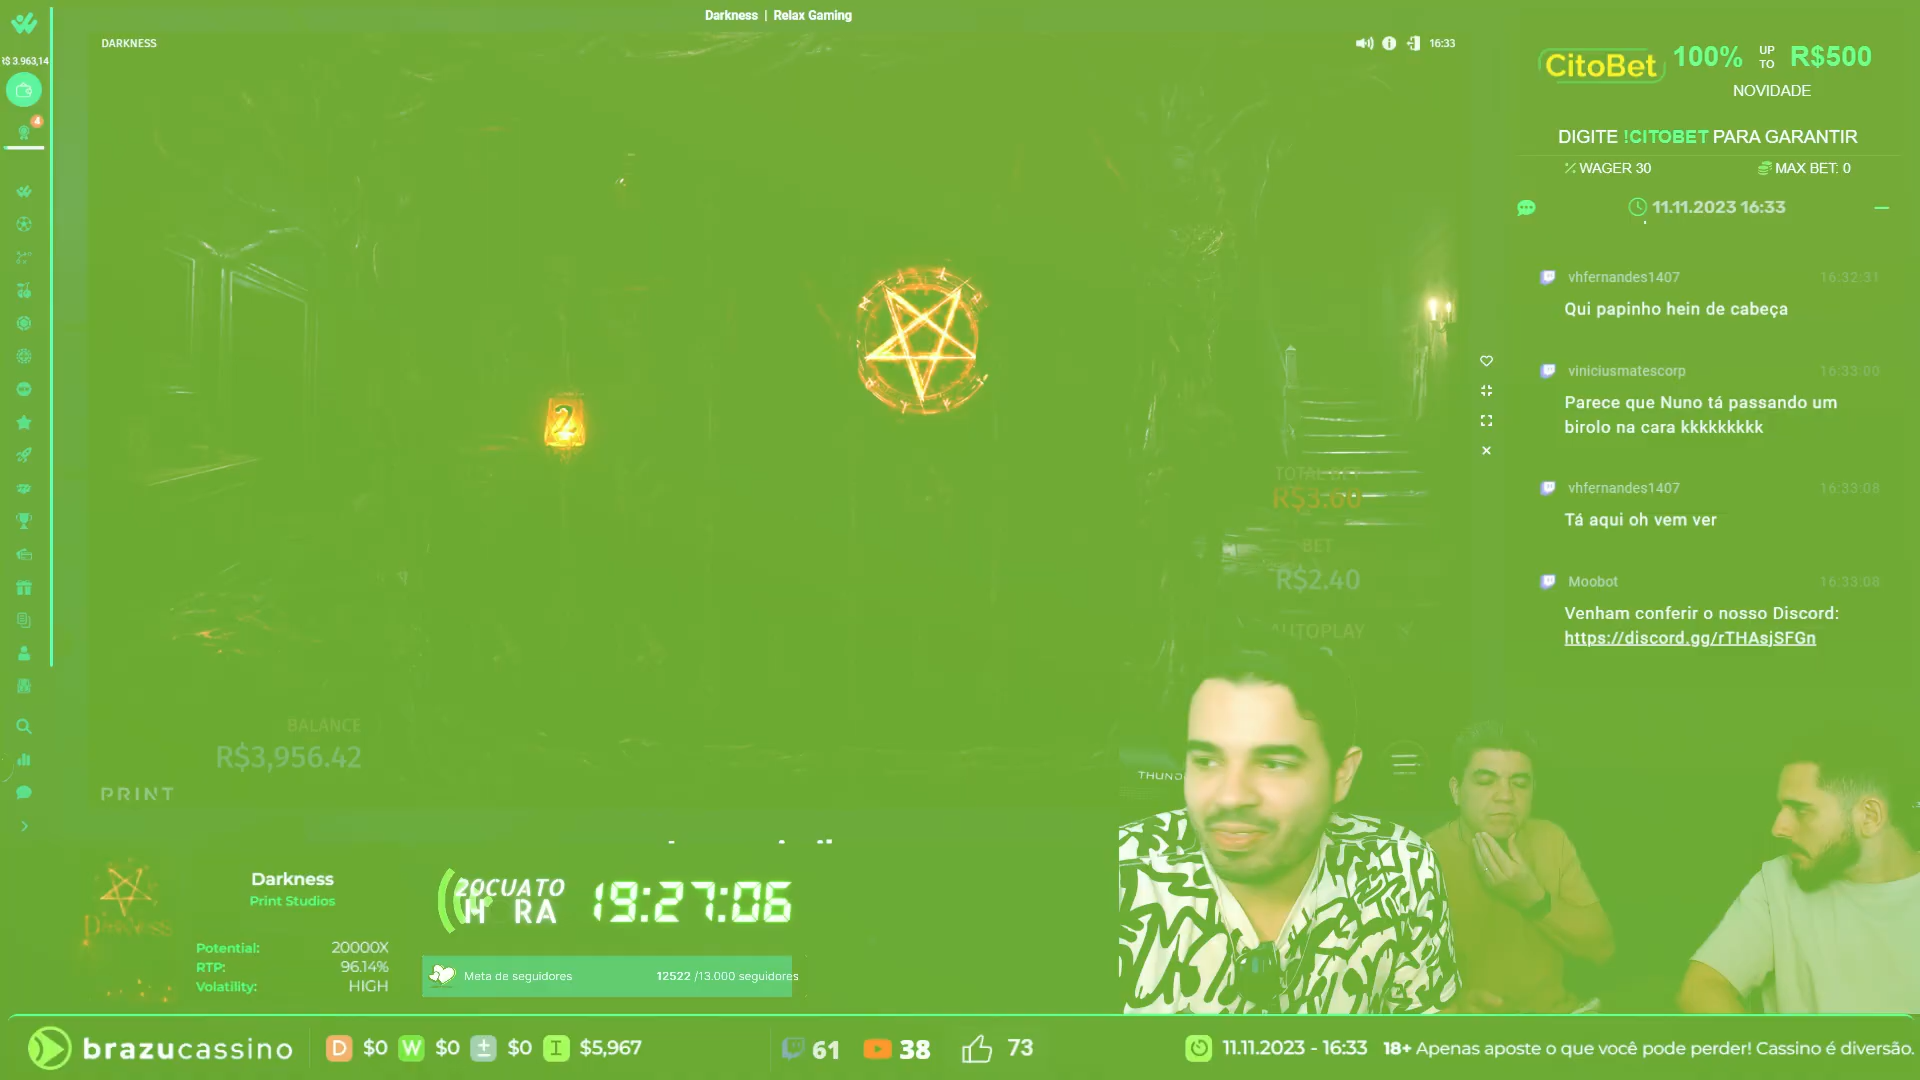 Darkness | Relax Gaming
DARKNESS
16:33
R$ 3.963,14
4
2
TOTAL BET
R$3.60
BET
R$2.40
AUTOPLAY
BALANCE
R$3,956.42
PRINT
CitoBet
100% UP TO R$500
NOVIDADE
DIGITE !CITOBET PARA GARANTIR
WAGER 30
MAX BET: 0
11.11.2023 16:33
vhfernandes1407 16:32:31
Qui papinho hein de cabeça
viniciusmatescorp 16:33:00
Parece que Nuno tá passando um
birolo na cara kkkkkkkkk
vhfernandes1407 16:33:08
Tá aqui oh vem ver
Moobot 16:33:08
Venham conferir o nosso Discord:
https://discord.gg/rTHAsjSFGn
Darkness
Darkness
Print Studios
Potential: 20000X
RTP: 96.14%
Volatility: HIGH
19:27:06
Meta de seguidores 12522 /13.000 seguidores
brazucassino
D $0 W $0 ± $0 I $5,967
61 38 73
11.11.2023 - 16:33 18+ Apenas aposte o que você pode perder! Cassino é diversão.